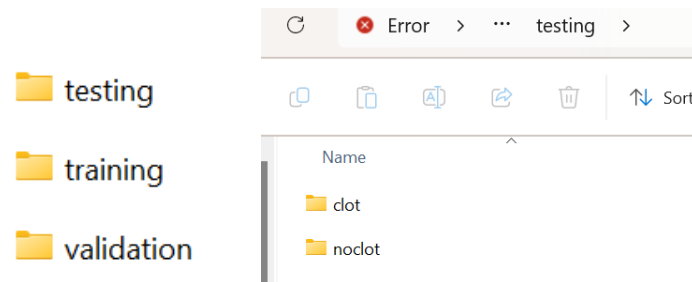 testing
training
validation
Error > ... testing >
Sort
Name
clot
noclot